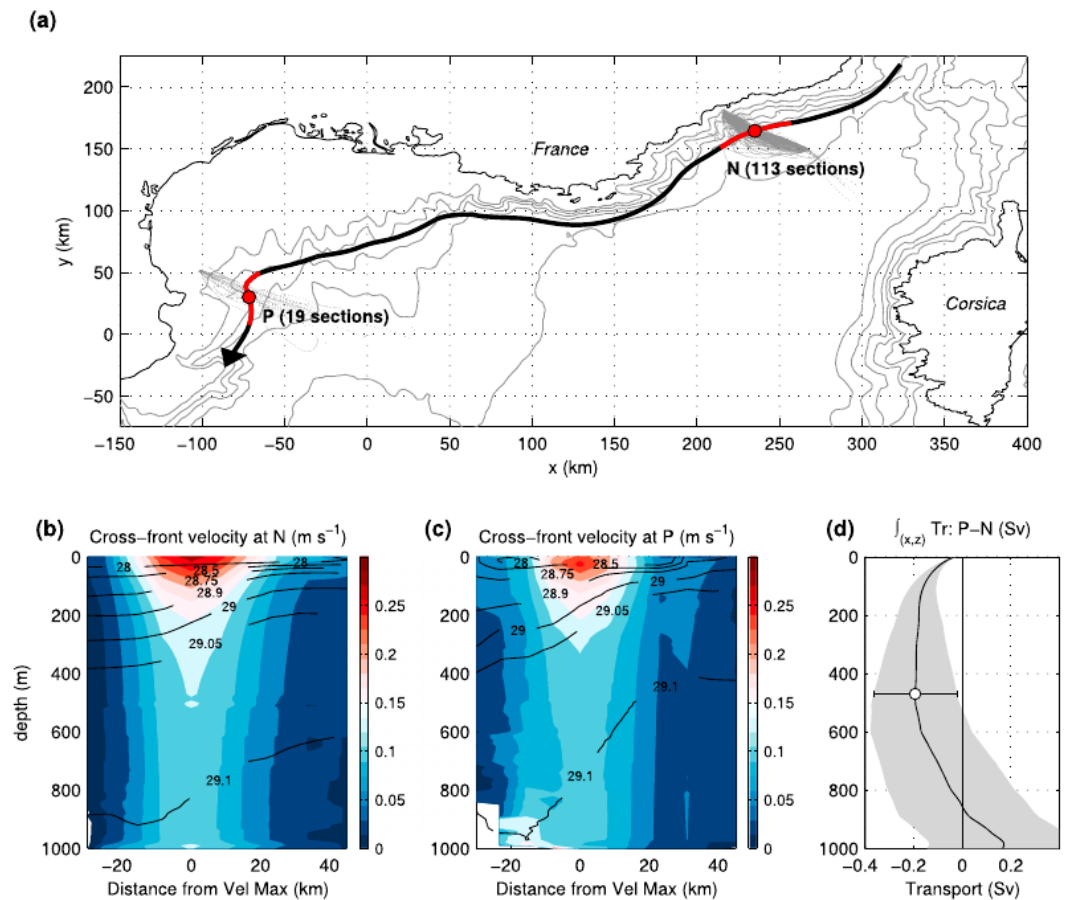 (a)
200
150
100
50
0
−50
y (km)
France
N (113 sections)
P (19 sections)
Corsica
−150 −100 −50 0 50 100 150 200 250 300 350 400
x (km)
(b)
Cross−front velocity at N (m s⁻¹)
0
200
400
600
800
1000
depth (m)
28
28
28.5
28.75
28.9
29
29.05
29.1
0.25
0.2
0.15
0.1
0.05
0
−20 0 20 40
Distance from Vel Max (km)
(c)
Cross−front velocity at P (m s⁻¹)
0
200
400
600
800
1000
28
28.5
28.75
28.9
29
29
29.05
29.1
29.1
0.25
0.2
0.15
0.1
0.05
0
−20 0 20 40
Distance from Vel Max (km)
(d)
∫(x,z) Tr: P−N (Sv)
0
200
400
600
800
1000
−0.4 −0.2 0 0.2
Transport (Sv)